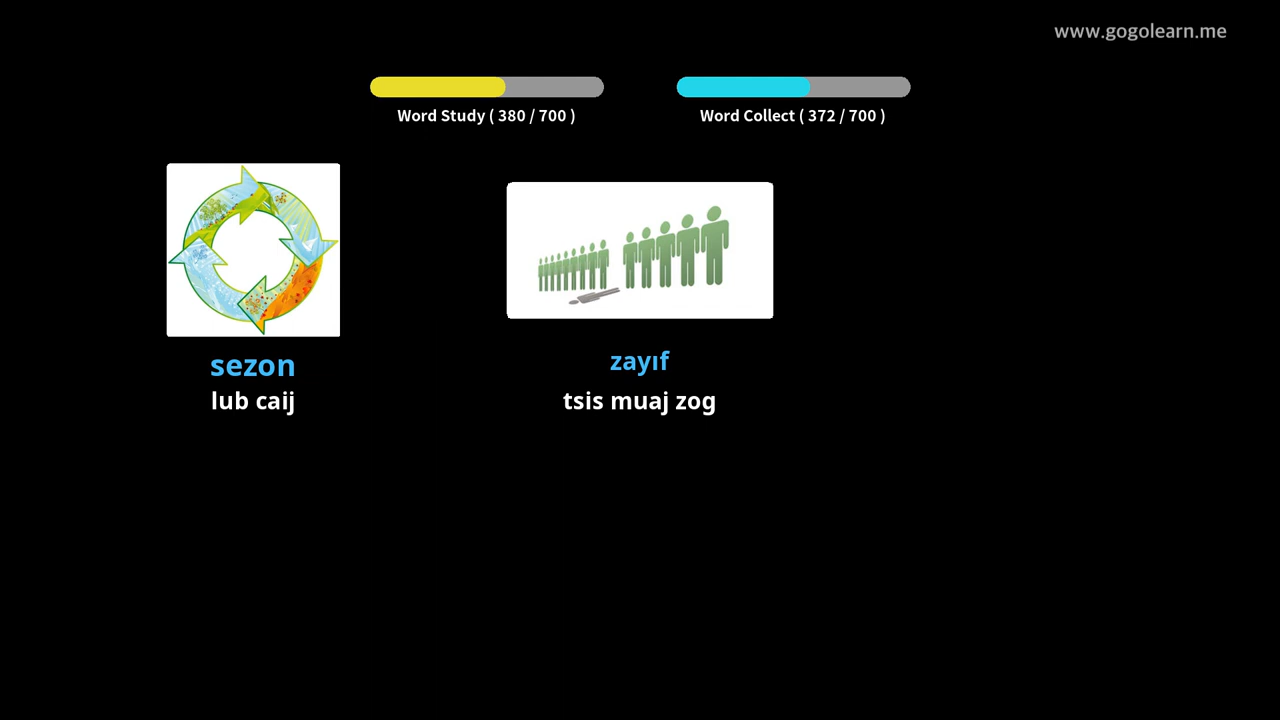 www.gogolearn.me
Word Study ( 380 / 700 )
Word Collect ( 372 / 700 )
sezon
lub caij
zayıf
tsis muaj zog